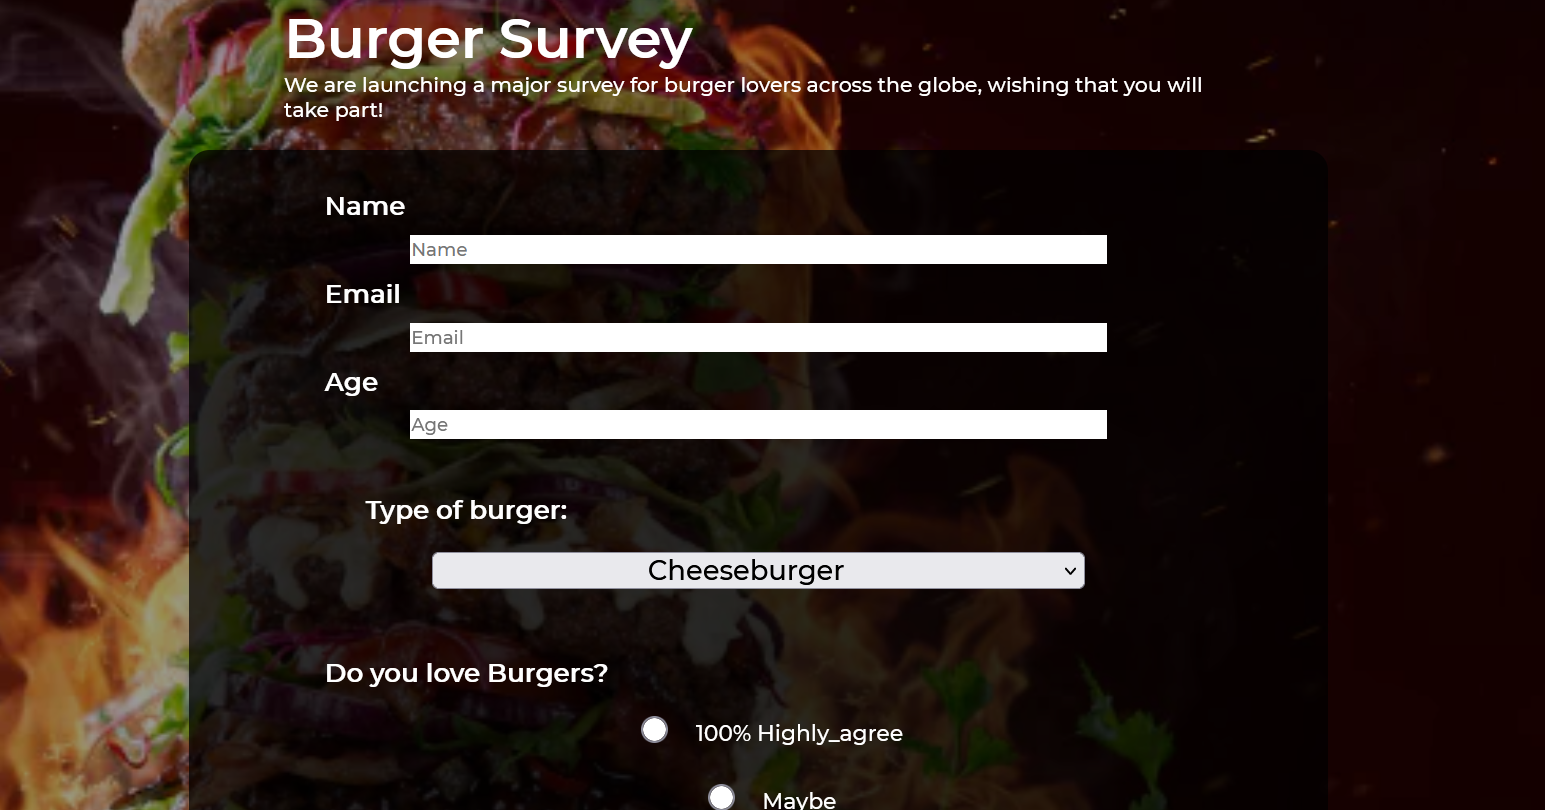 Burger Survey
We are launching a major survey for burger lovers across the globe, wishing that you will
take part!
Name
Name
Email
Email
Age
Age
Type of burger:
Cheeseburger
Do you love Burgers?
100% Highly_agree
Maybe